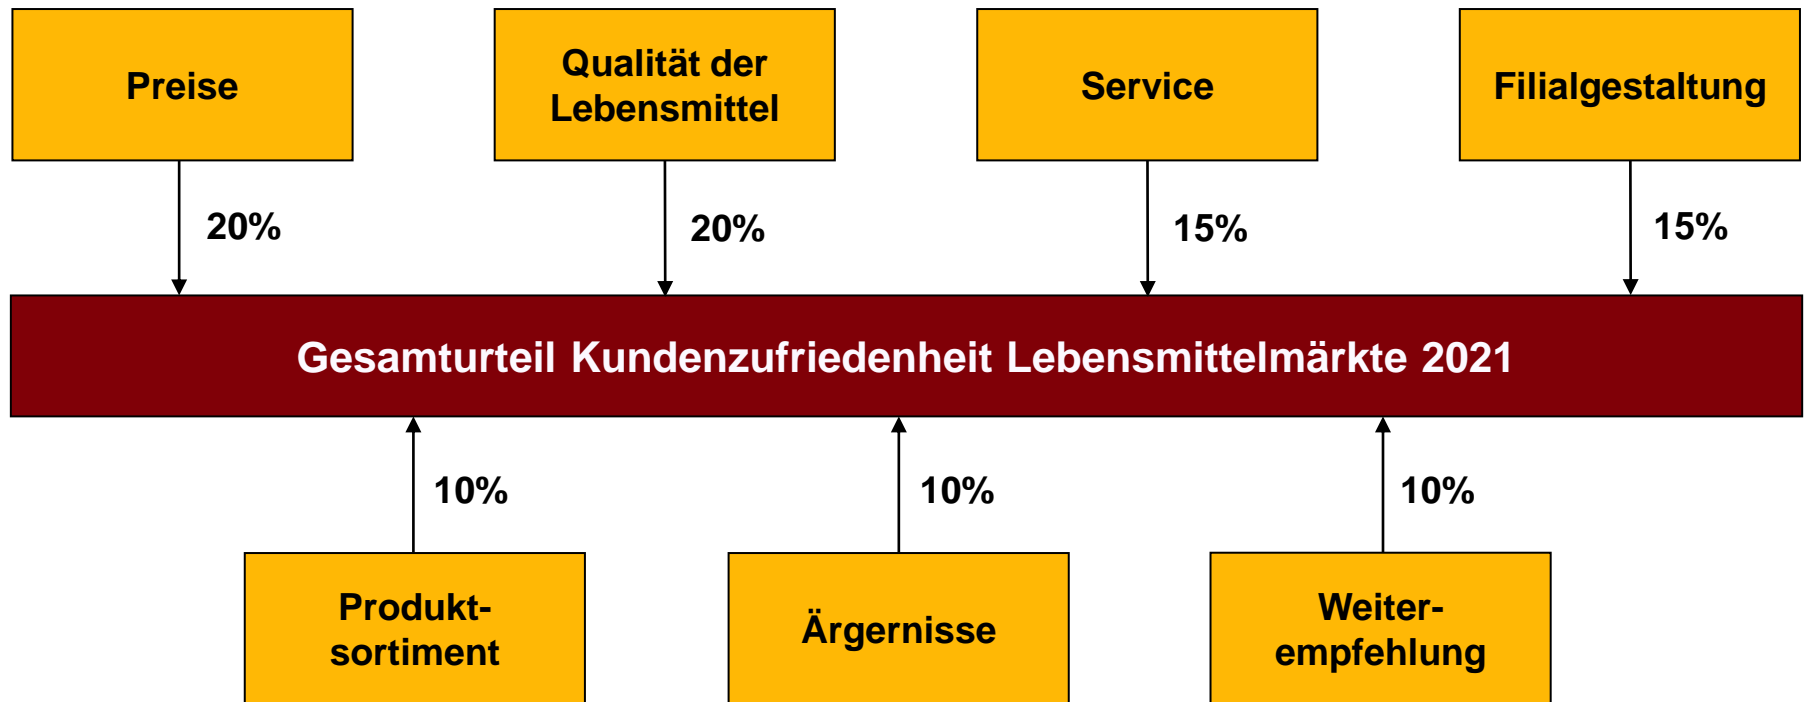 Preise
Qualität der
Lebensmittel
Service
Filialgestaltung
20%
20%
15%
15%
Gesamturteil Kundenzufriedenheit Lebensmittelmärkte 2021
10%
10%
10%
Produkt-
sortiment
Ärgernisse
Weiter-
empfehlung